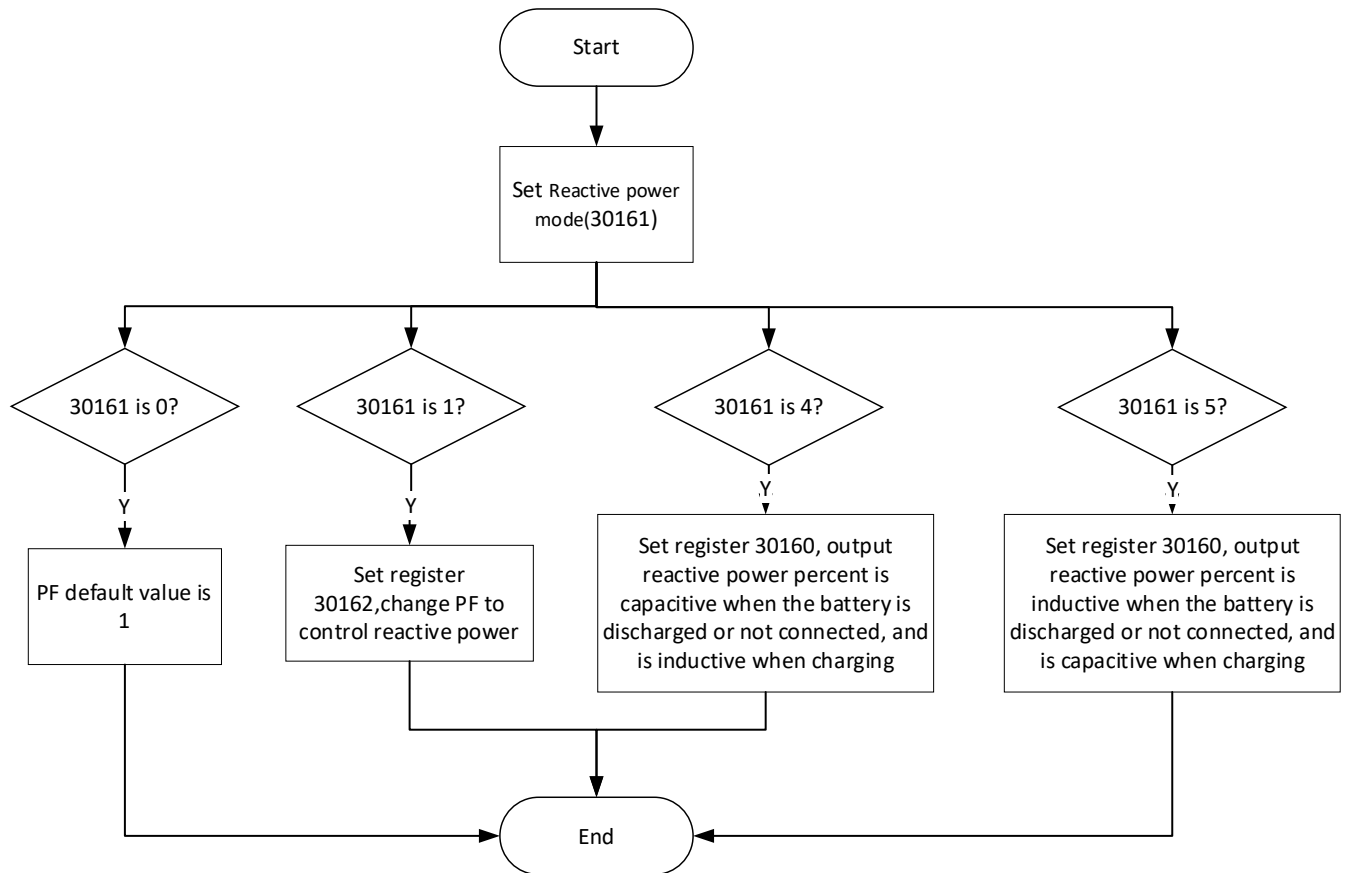 Start
Set Reactive power
mode(30161)
30161 is 0?
30161 is 1?
30161 is 4?
30161 is 5?
Y
Y
Y
Y
PF default value is
1
Set register
30162,change PF to
control reactive power
Set register 30160, output
reactive power percent is
capacitive when the battery is
discharged or not connected, and
is inductive when charging
Set register 30160, output
reactive power percent is
inductive when the battery is
discharged or not connected, and
is capacitive when charging
End